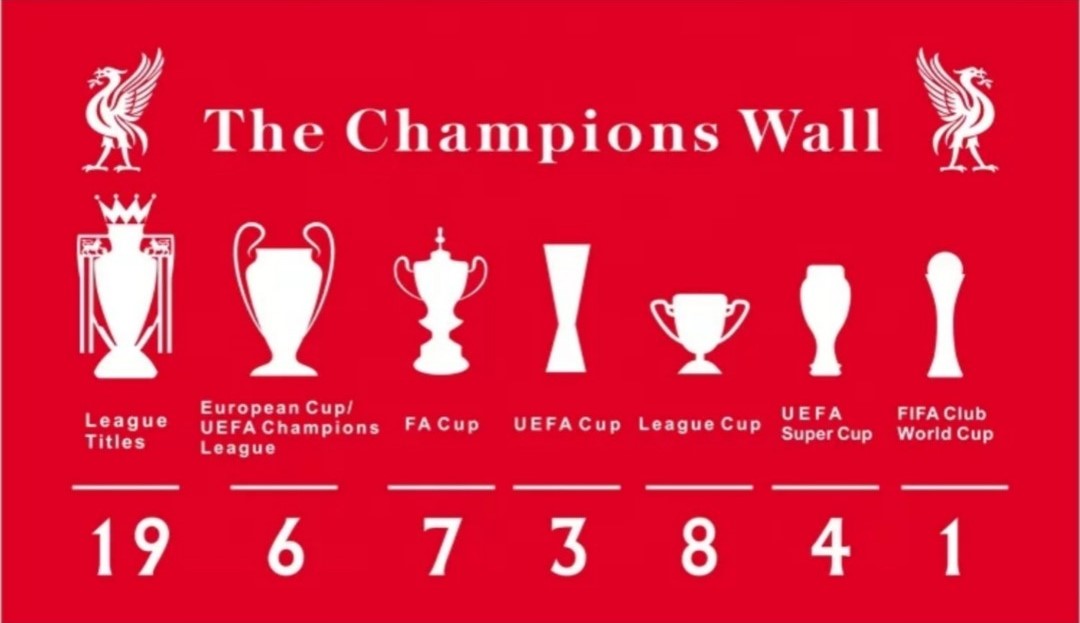 The Champions Wall
League
Titles
European Cup/
UEFA Champions
League
FA Cup
UEFA Cup
League Cup
UEFA
Super Cup
FIFA Club
World Cup
19
6
7
3
8
4
1